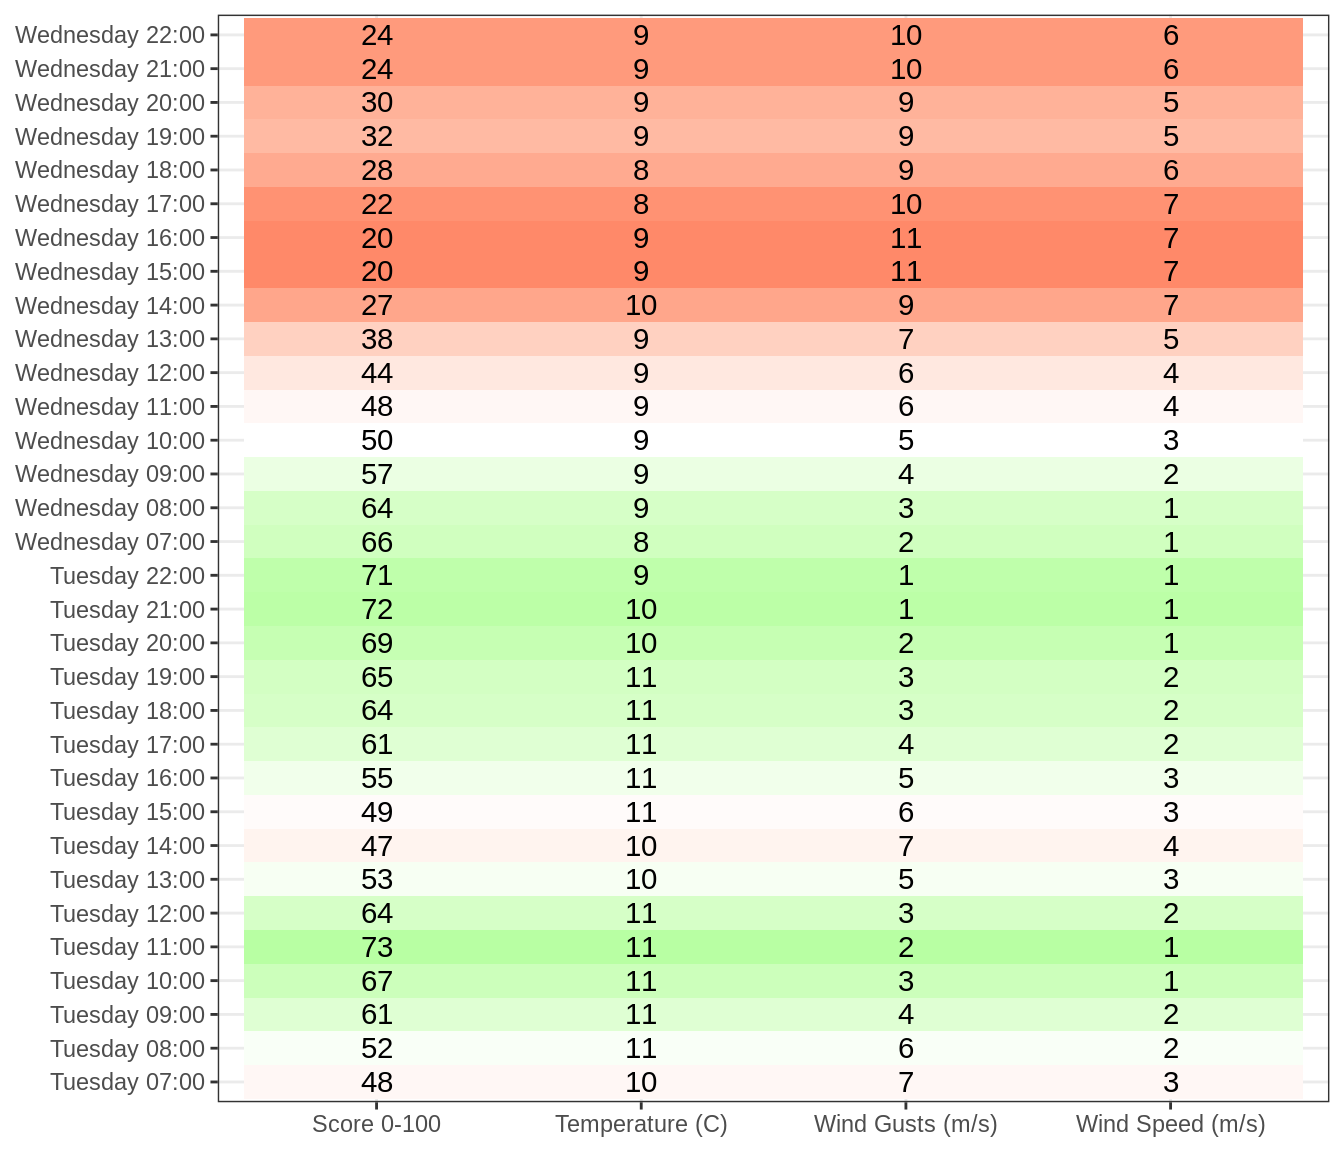 Wednesday 22:00 24 9 10 6
Wednesday 21:00 24 9 10 6
Wednesday 20:00 30 9 9 5
Wednesday 19:00 32 9 9 5
Wednesday 18:00 28 8 9 6
Wednesday 17:00 22 8 10 7
Wednesday 16:00 20 9 11 7
Wednesday 15:00 20 9 11 7
Wednesday 14:00 27 10 9 7
Wednesday 13:00 38 9 7 5
Wednesday 12:00 44 9 6 4
Wednesday 11:00 48 9 6 4
Wednesday 10:00 50 9 5 3
Wednesday 09:00 57 9 4 2
Wednesday 08:00 64 9 3 1
Wednesday 07:00 66 8 2 1
Tuesday 22:00 71 9 1 1
Tuesday 21:00 72 10 1 1
Tuesday 20:00 69 10 2 1
Tuesday 19:00 65 11 3 2
Tuesday 18:00 64 11 3 2
Tuesday 17:00 61 11 4 2
Tuesday 16:00 55 11 5 3
Tuesday 15:00 49 11 6 3
Tuesday 14:00 47 10 7 4
Tuesday 13:00 53 10 5 3
Tuesday 12:00 64 11 3 2
Tuesday 11:00 73 11 2 1
Tuesday 10:00 67 11 3 1
Tuesday 09:00 61 11 4 2
Tuesday 08:00 52 11 6 2
Tuesday 07:00 48 10 7 3
Score 0-100 Temperature (C) Wind Gusts (m/s) Wind Speed (m/s)